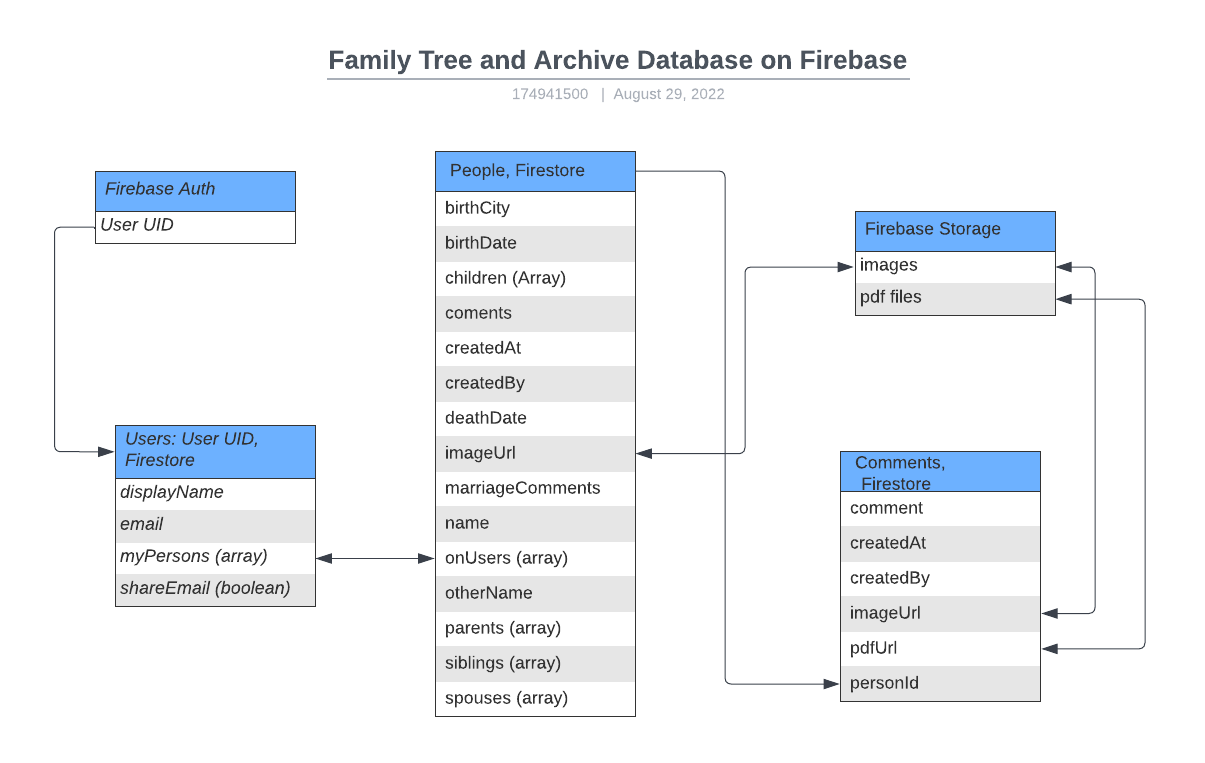 Family Tree and Archive Database on Firebase
174941500 | August 29, 2022
Firebase Auth
User UID
Users: User UID,
Firestore
displayName
email
myPersons (array)
shareEmail (boolean)
People, Firestore
birthCity
birthDate
children (Array)
coments
createdAt
createdBy
deathDate
imageUrl
marriageComments
name
onUsers (array)
otherName
parents (array)
siblings (array)
spouses (array)
Firebase Storage
images
pdf files
Comments,
Firestore
comment
createdAt
createdBy
imageUrl
pdfUrl
personId